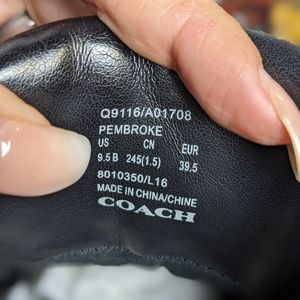 Q9116/A01708
PEMBROKE
US CN EUR
9.5 B 245(1.5) 39.5
8010350/L16
MADE IN CHINA/CHINE
COACH